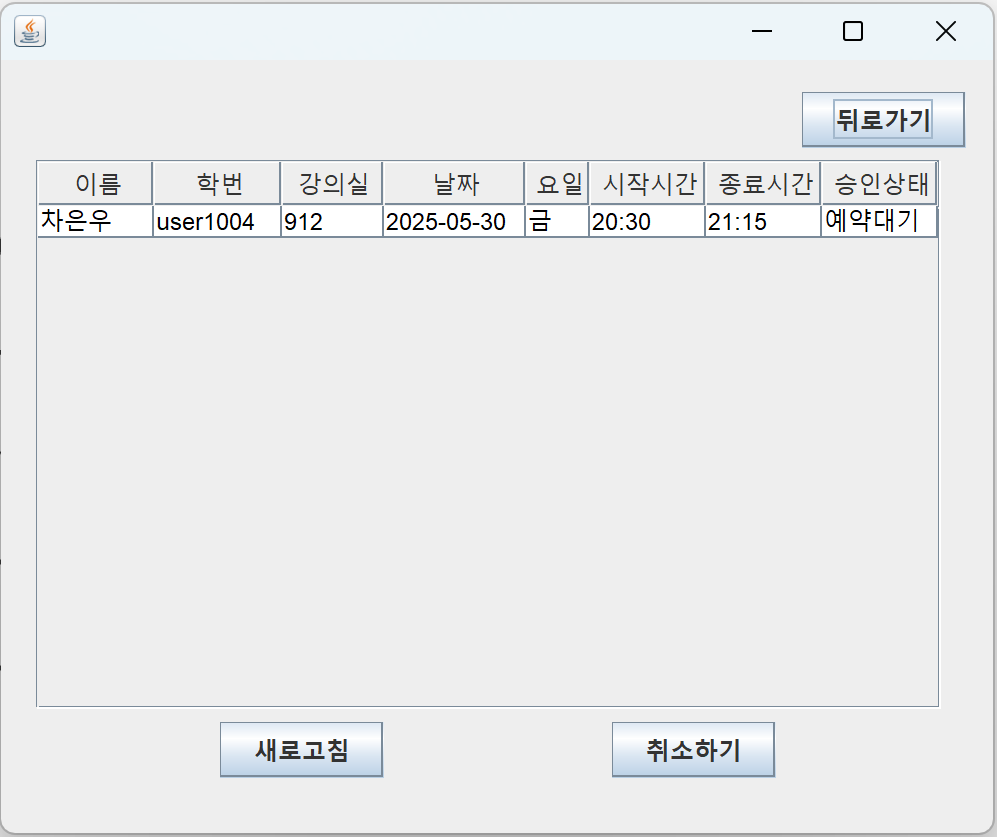 뒤로가기
이름 학번 강의실 날짜 요일 시작시간 종료시간 승인상태
차은우 user1004 912 2025-05-30 금 20:30 21:15 예약대기
새로고침 취소하기